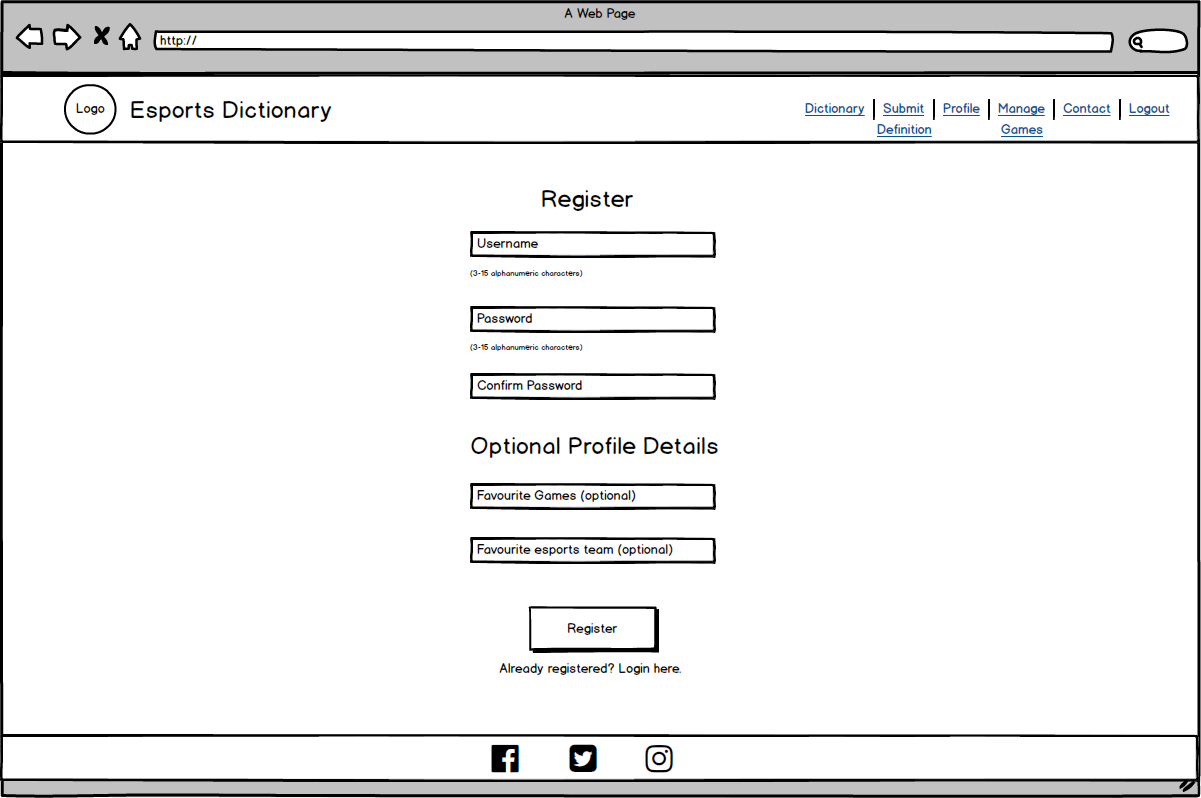 A Web Page
http://
Logo
Esports Dictionary
Dictionary
Submit
Definition
Profile
Manage
Games
Contact
Logout
Register
Username
(3-15 alphanumeric characters)
Password
(3-15 alphanumeric characters)
Confirm Password
Optional Profile Details
Favourite Games (optional)
Favourite esports team (optional)
Register
Already registered? Login here.